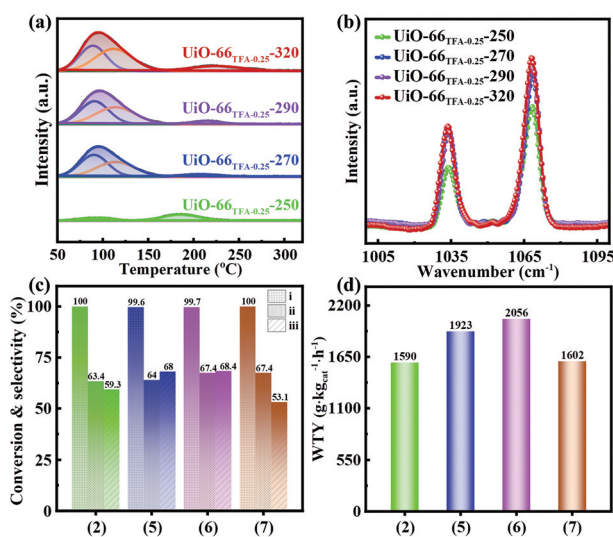 (a)
UiO-66TFA-0.25-320
UiO-66TFA-0.25-290
UiO-66TFA-0.25-270
UiO-66TFA-0.25-250
Intensity (a.u.)
50 100 150 200 250 300
Temperature (°C)
(b)
UiO-66TFA-0.25-250
UiO-66TFA-0.25-270
UiO-66TFA-0.25-290
UiO-66TFA-0.25-320
Intensity (a.u.)
1005 1035 1065 1095
Wavenumber (cm-1)
(c)
Conversion & selectivity (%)
100
75
50
25
0
i
ii
iii
100 99.6 99.7 100
63.4 59.3 64 68 67.4 68.4 67.4 53.1
(2) (5) (6) (7)
(d)
WTY (g·kgcat-1·h-1)
2200
1650
1100
550
0
1590 1923 2056 1602
(2) (5) (6) (7)